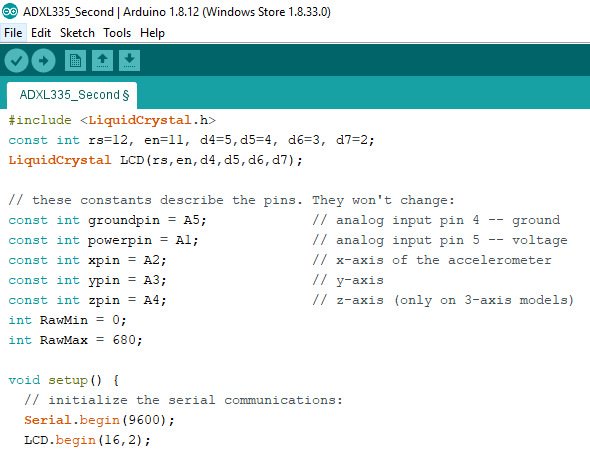 ADXL335_Second | Arduino 1.8.12 (Windows Store 1.8.33.0)
File Edit Sketch Tools Help
ADXL335_Second §
#include <LiquidCrystal.h>
const int rs=12, en=11, d4=5,d5=4, d6=3, d7=2;
LiquidCrystal LCD(rs,en,d4,d5,d6,d7);
// these constants describe the pins. They won't change:
const int groundpin = A5; // analog input pin 4 -- ground
const int powerpin = A1; // analog input pin 5 -- voltage
const int xpin = A2; // x-axis of the accelerometer
const int ypin = A3; // y-axis
const int zpin = A4; // z-axis (only on 3-axis models)
int RawMin = 0;
int RawMax = 680;
void setup() {
// initialize the serial communications:
Serial.begin(9600);
LCD.begin(16,2);